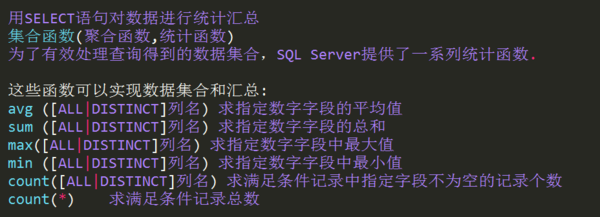 用SELECT语句对数据进行统计汇总
集合函数(聚合函数,统计函数)
为了有效处理查询得到的数据集合，SQL Server提供了一系列统计函数.
这些函数可以实现数据集合和汇总:
avg ([ALL|DISTINCT]列名) 求指定数字字段的平均值
sum ([ALL|DISTINCT]列名) 求指定数字字段的总和
max([ALL|DISTINCT]列名) 求指定数字字段中最大值
min ([ALL|DISTINCT]列名) 求指定数字字段中最小值
count([ALL|DISTINCT]列名) 求满足条件记录中指定字段不为空的记录个数
count(*) 求满足条件记录总数